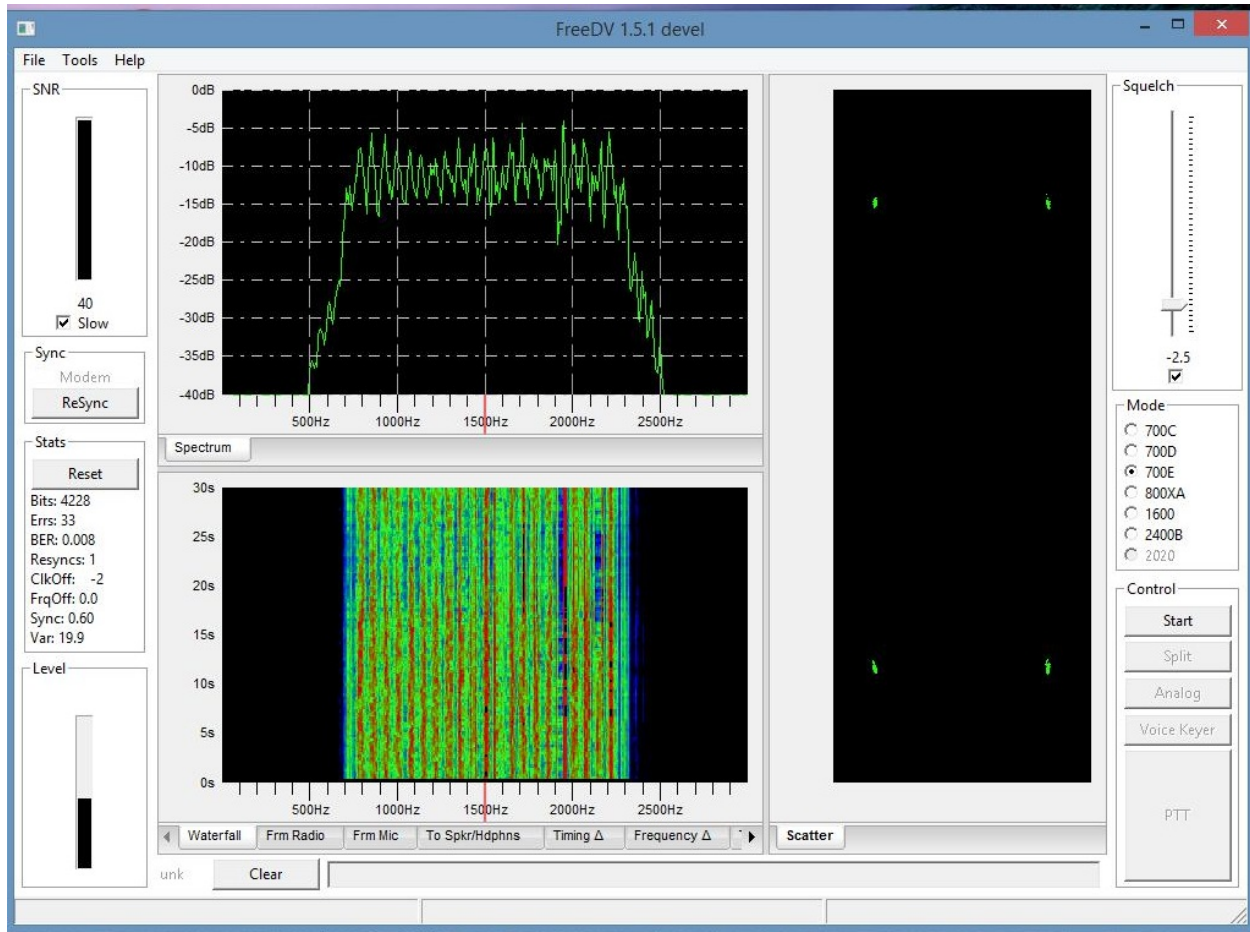 FreeDV 1.5.1 devel
File Tools Help
SNR
40
Slow
Sync
Modem
ReSync
Stats
Reset
Bits: 4228
Errs: 33
BER: 0.008
Resyncs: 1
ClkOff: -2
FrqOff: 0.0
Sync: 0.60
Var: 19.9
Level
0dB
-5dB
-10dB
-15dB
-20dB
-25dB
-30dB
-35dB
-40dB
500Hz 1000Hz 1500Hz 2000Hz 2500Hz
Spectrum
30s
25s
20s
15s
10s
5s
0s
500Hz 1000Hz 1500Hz 2000Hz 2500Hz
Waterfall Frm Radio Frm Mic To Spkr/Hdphns Timing Δ Frequency Δ
Scatter
unk Clear
Squelch
-2.5
Mode
700C
700D
700E
800XA
1600
2400B
2020
Control
Start
Split
Analog
Voice Keyer
PTT